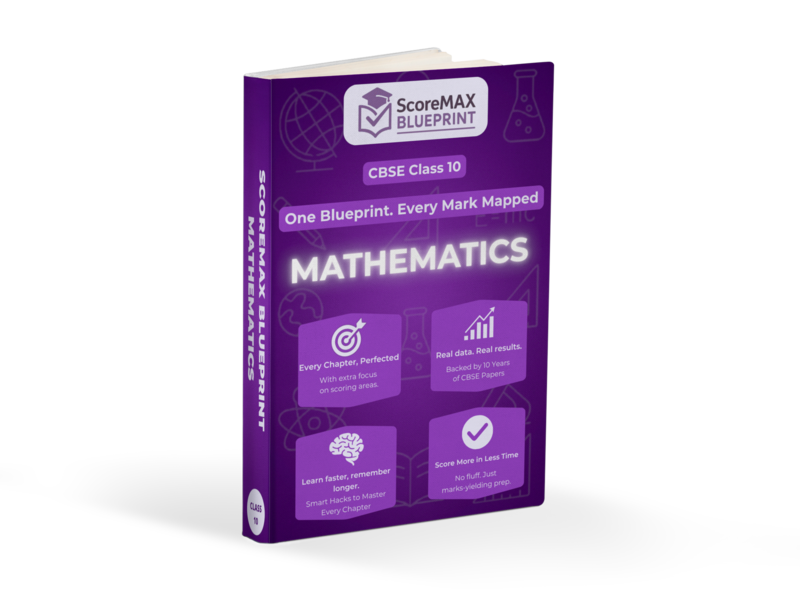 ScoreMAX
BLUEPRINT
CBSE Class 10
One Blueprint. Every Mark Mapped
MATHEMATICS
Every Chapter, Perfected
With extra focus
on scoring areas.
Real data. Real results.
Backed by 10 Years
of CBSE Papers
Learn faster, remember
longer.
Smart Hacks to Master
Every Chapter
Score More in Less Time
No fluff. Just
marks-yielding prep.
SCOREMAX BLUEPRINT
MATHEMATICS
CLASS
10